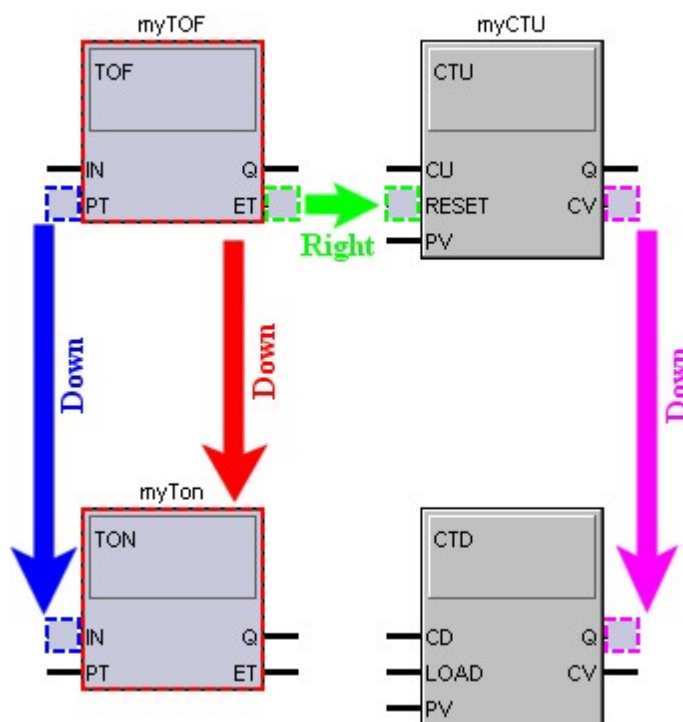 myTOF
TOF
IN Q
PT ET
myCTU
CTU
CU Q
RESET CV
PV
Right
Down
Down
Down
myTon
TON
IN Q
PT ET
CTD
CD Q
LOAD CV
PV